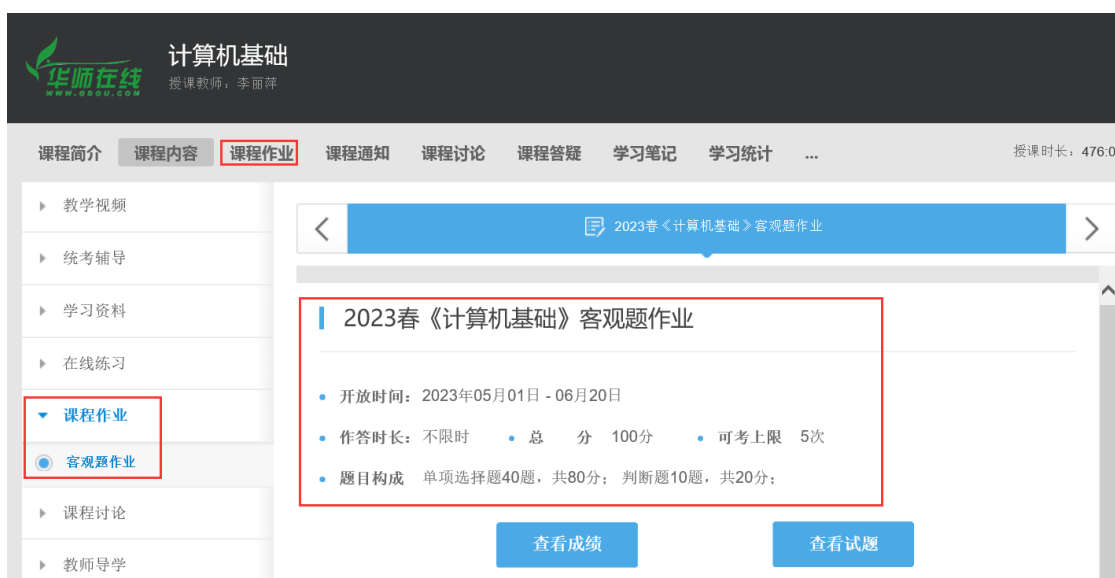 计算机基础
华师在线
授课教师：李丽萍
课程简介 课程内容 课程作业 课程通知 课程讨论 课程答疑 学习笔记 学习统计 ... 授课时长：476:0
教学视频
统考辅导
学习资料
在线练习
课程作业
客观题作业
课程讨论
教师导学
2023春《计算机基础》客观题作业
2023春《计算机基础》客观题作业
开放时间：2023年05月01日 - 06月20日
作答时长：不限时 总 分 100分 可考上限 5次
题目构成 单项选择题40题，共80分；判断题10题，共20分；
查看成绩 查看试题